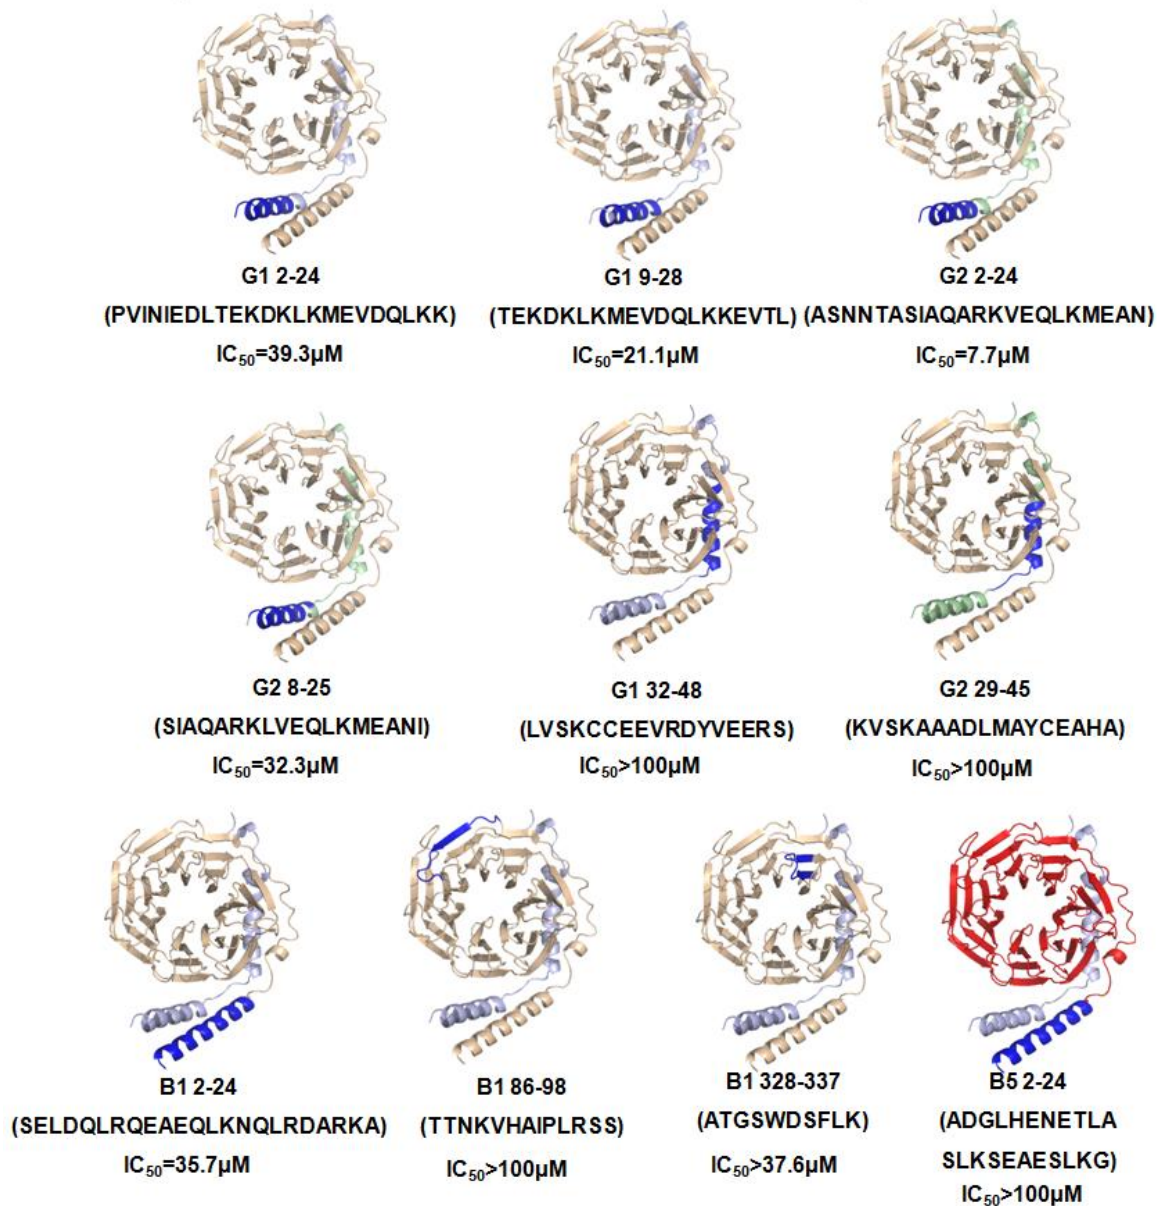 G1 2-24
G1 9-28
G2 2-24
(PVINIEDLTEKDKLKMEVDQLKK)
(TEKDKLKMEVDQLKKEVTL)
(ASNNTASIAQARKVEQLKMEAN)
IC50=39.3µM
IC50=21.1µM
IC50=7.7µM
G2 8-25
G1 32-48
G2 29-45
(SIAQARKLVEQLKMEANI)
(LVSKCCEEVRDYVEERS)
(KVSKAAADLMAYCEAHA)
IC50=32.3µM
IC50>100µM
IC50>100µM
B1 2-24
B1 86-98
B1 328-337
B5 2-24
(SELDQLRQEAEQLKNQLRDARKA)
(TTNKVHAIPLRSS)
(ATGSWDSFLK)
(ADGLHENETLA
SLKSEAESLKG)
IC50=35.7µM
IC50>100µM
IC50>37.6µM
IC50>100µM